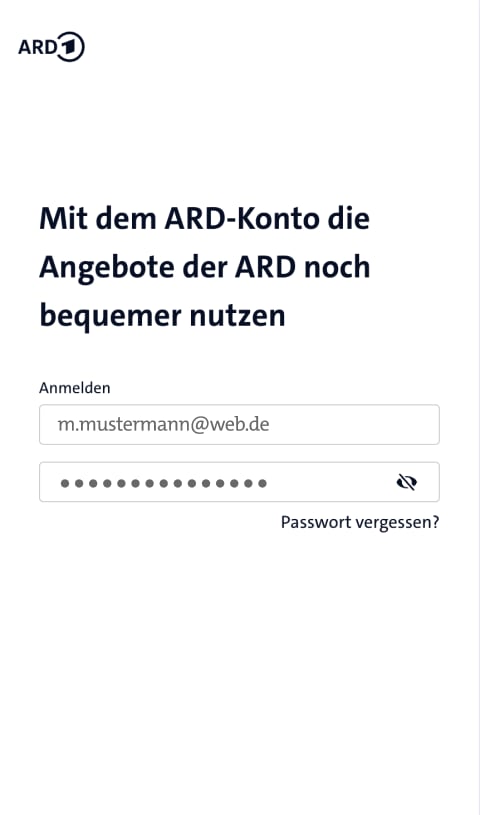 ARD 1
Mit dem ARD-Konto die
Angebote der ARD noch
bequemer nutzen
Anmelden
m.mustermann@web.de
●●●●●●●●●●●●●●●
Passwort vergessen?